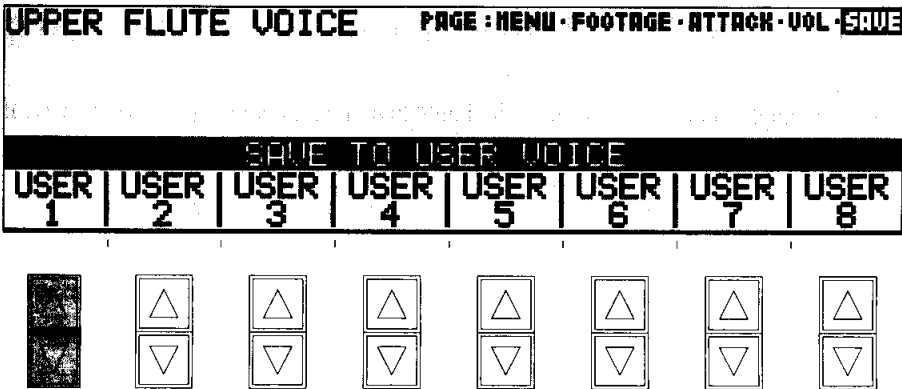 UPPER FLUTE VOICE PAGE:MENU·FOOTAGE·ATTACK·VOL·SAVE
SAVE TO USER VOICE
USER USER USER USER USER USER USER USER
1 2 3 4 5 6 7 8